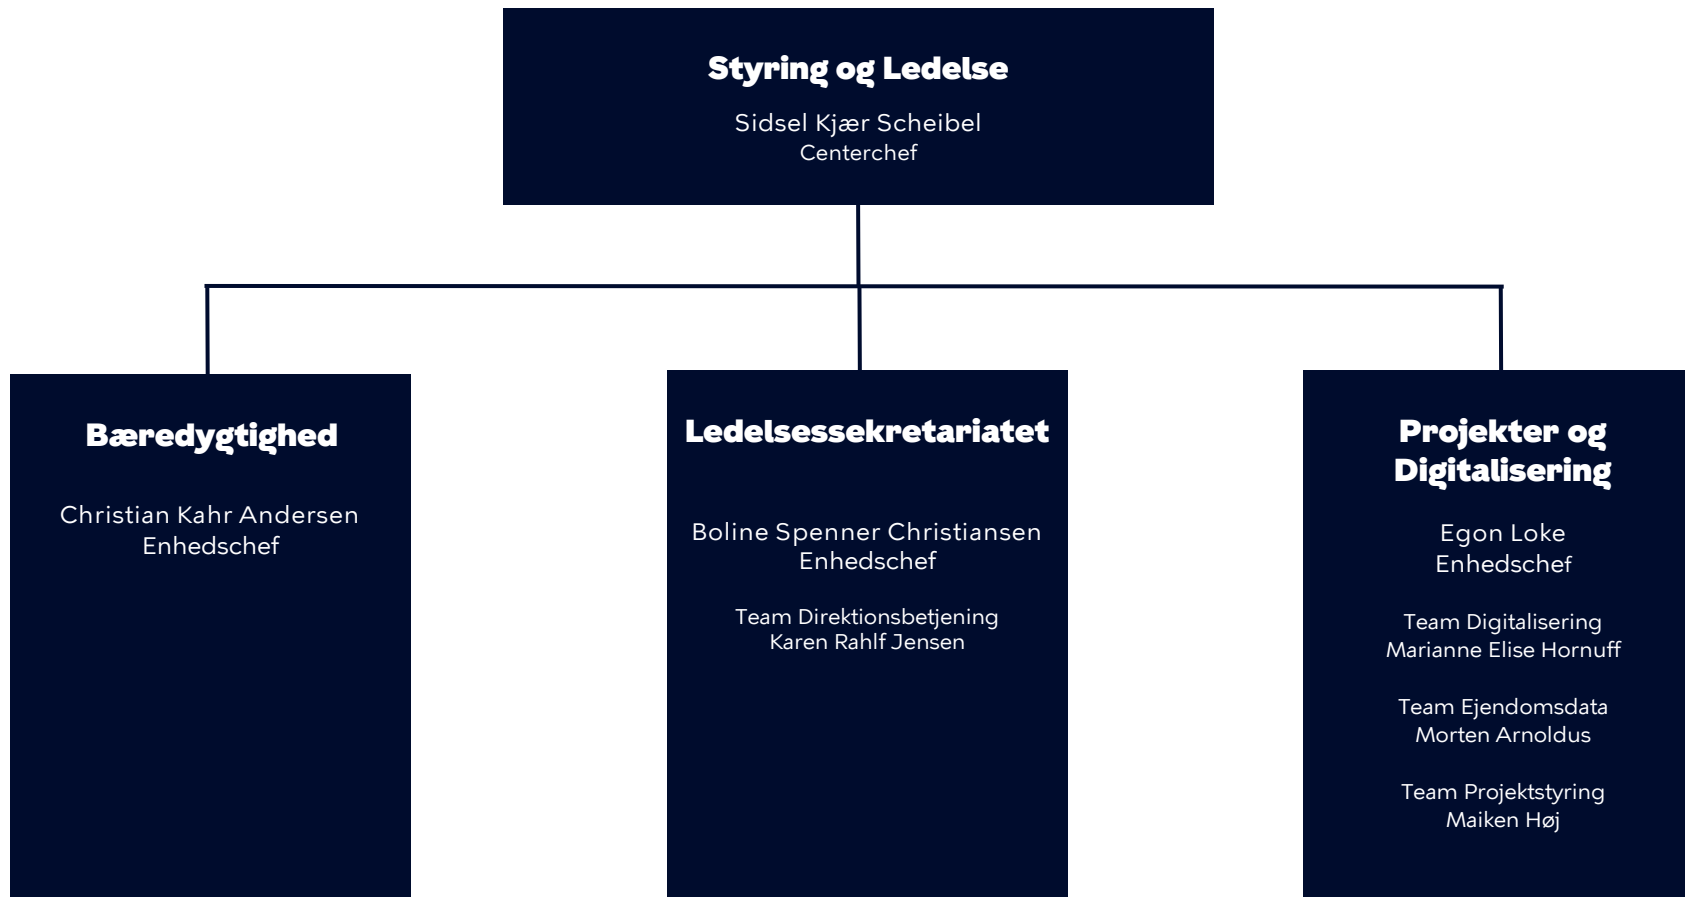 Styring og Ledelse
Sidsel Kjær Scheibel
Centerchef
Bæredygtighed
Christian Kahr Andersen
Enhedschef
Ledelsessekretariatet
Boline Spenner Christiansen
Enhedschef
Team Direktionsbetjening
Karen Rahlf Jensen
Projekter og
Digitalisering
Egon Loke
Enhedschef
Team Digitalisering
Marianne Elise Hornuff
Team Ejendomsdata
Morten Arnoldus
Team Projektstyring
Maiken Høj